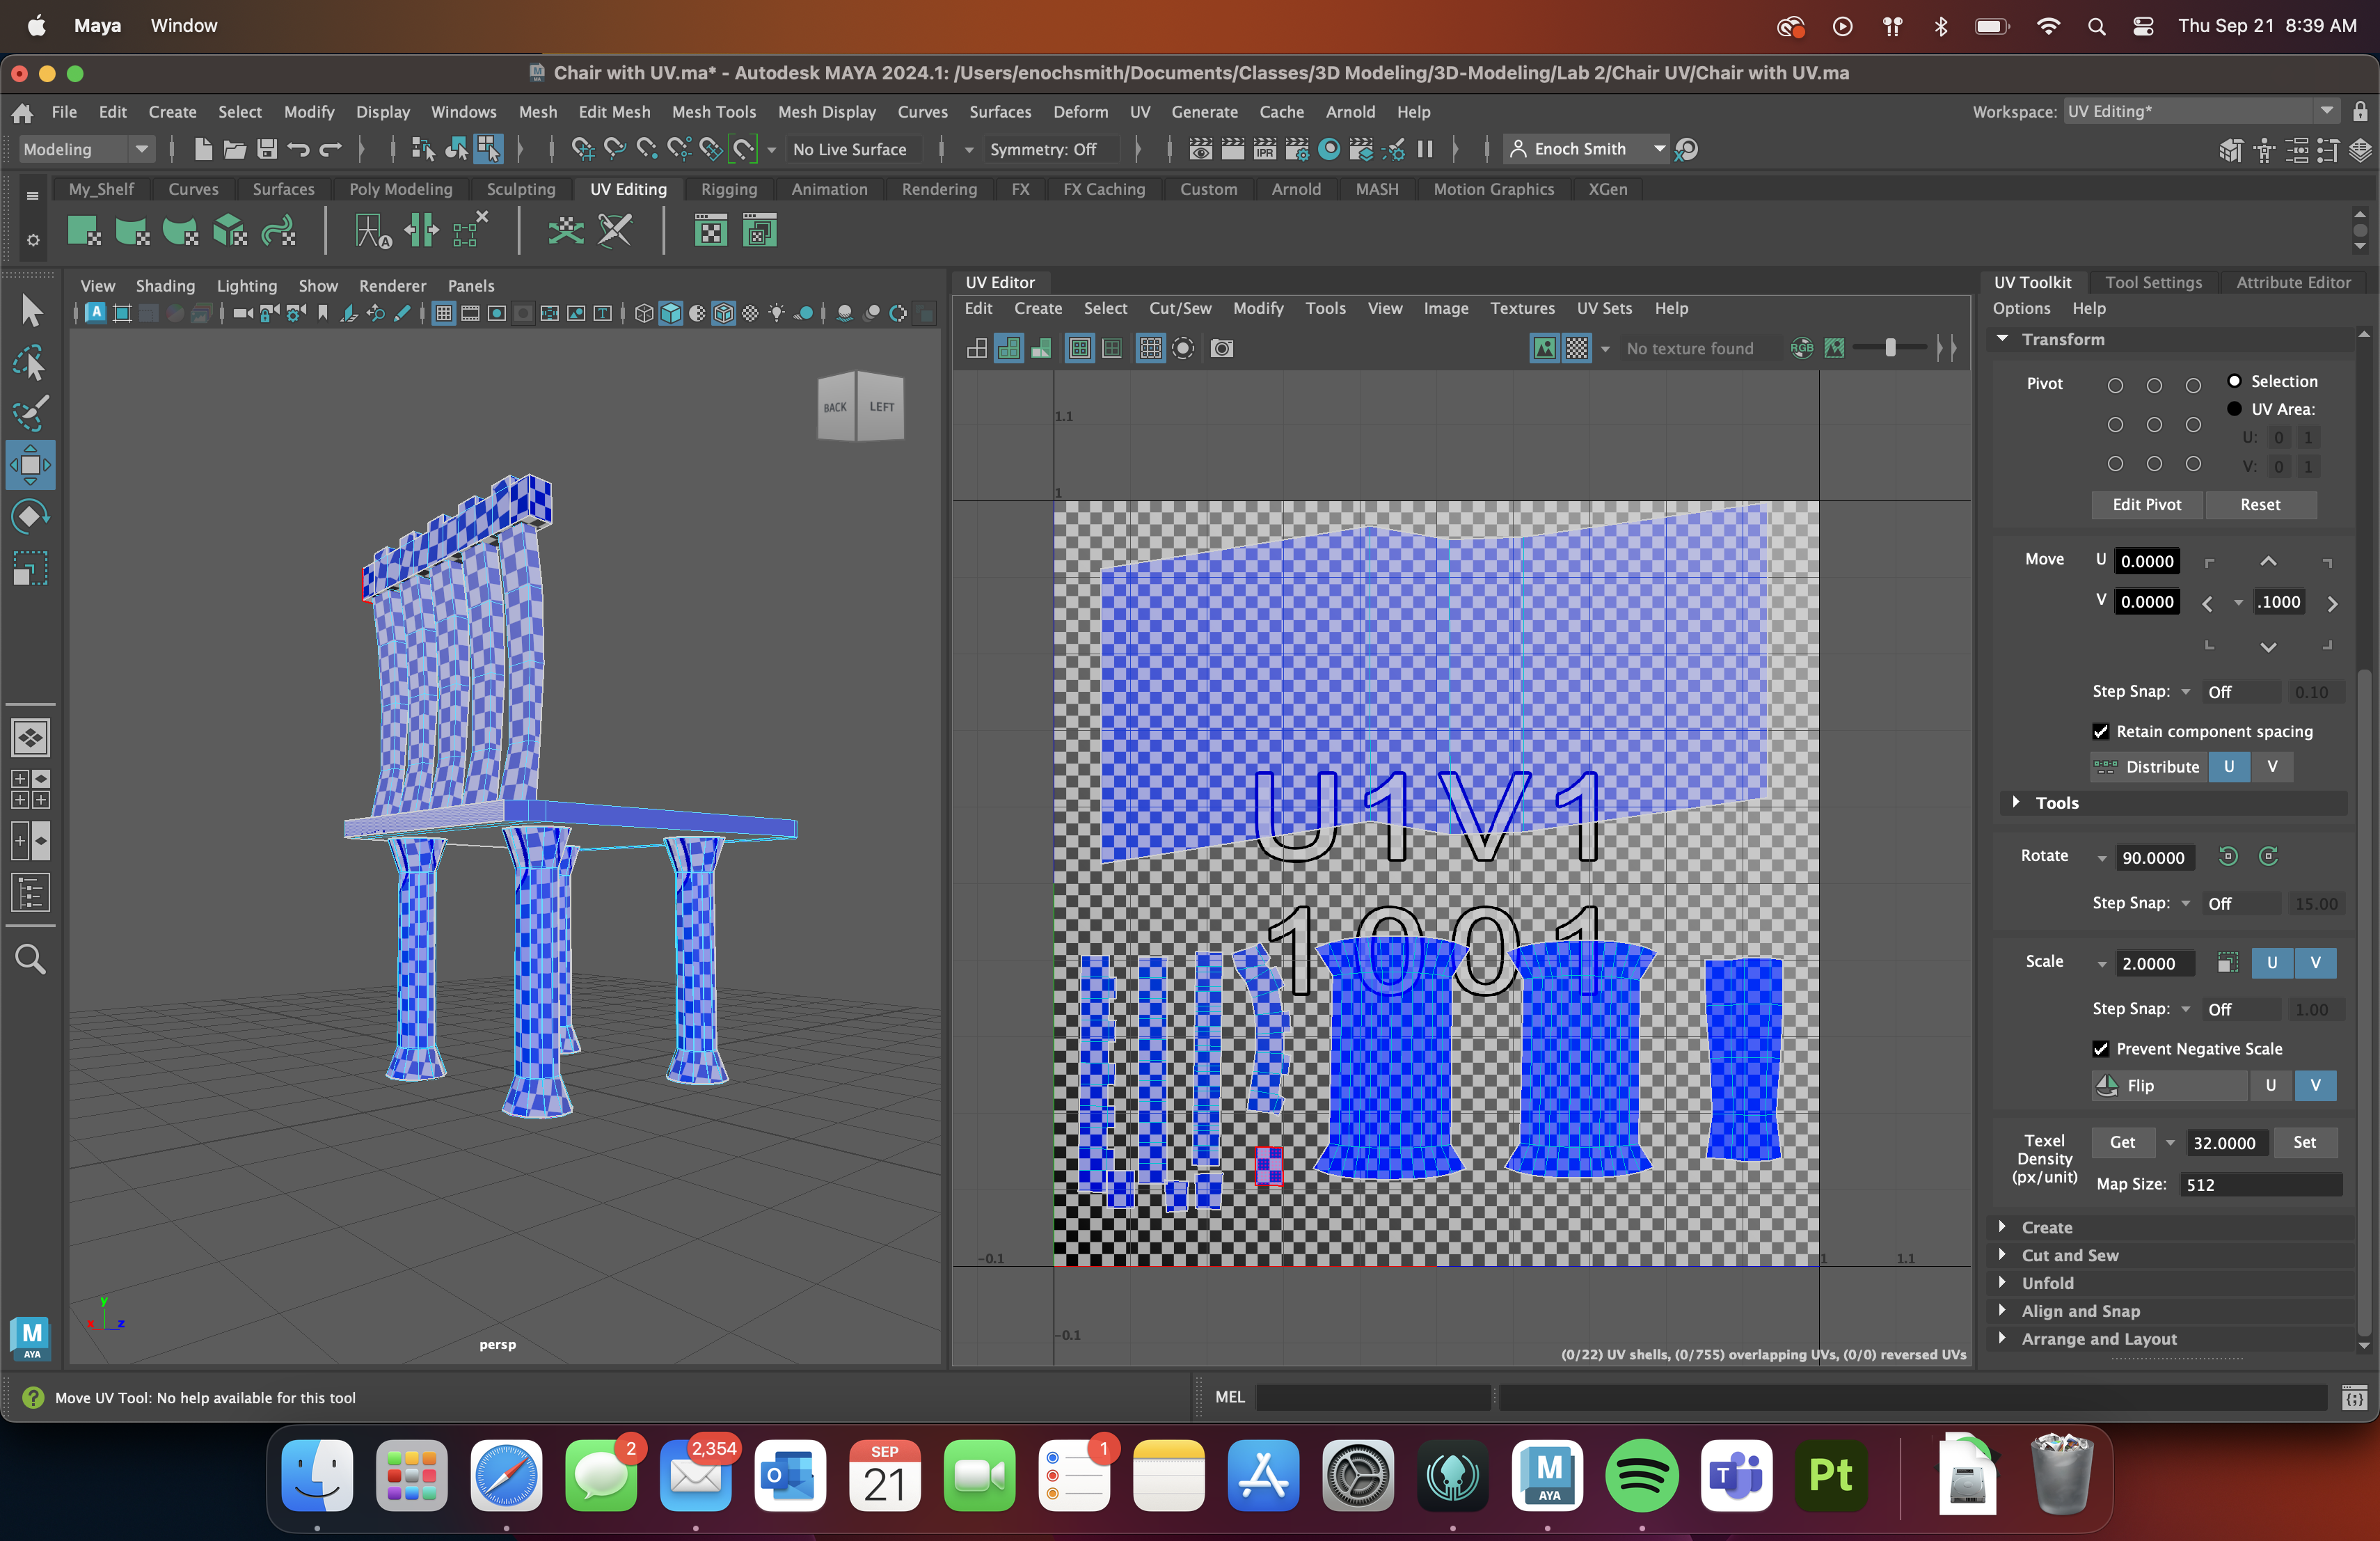 Maya Window Thu Sep 21 8:39 AM
Chair with UV.ma* - Autodesk MAYA 2024.1: /Users/enochsmith/Documents/Classes/3D Modeling/3D-Modeling/Lab 2/Chair UV/Chair with UV.ma
File Edit Create Select Modify Display Windows Mesh Edit Mesh Mesh Tools Mesh Display Curves Surfaces Deform UV Generate Cache Arnold Help Workspace: UV Editing*
Modeling No Live Surface Symmetry: Off IPR Enoch Smith
My_Shelf Curves Surfaces Poly Modeling Sculpting UV Editing Rigging Animation Rendering FX FX Caching Custom Arnold MASH Motion Graphics XGen
View Shading Lighting Show Renderer Panels
BACK LEFT
persp
y
x z
UV Editor
Edit Create Select Cut/Sew Modify Tools View Image Textures UV Sets Help
No texture found RGB
1.1
1
U1V1
1001
-0.1 1 1.1
-0.1
(0/22) UV shells, (0/755) overlapping UVs, (0/0) reversed UVs
UV Toolkit Tool Settings Attribute Editor
Options Help
Transform
Pivot Selection
UV Area:
U: 0 1
V: 0 1
Edit Pivot Reset
Move U 0.0000
V 0.0000 .1000
Step Snap: Off 0.10
Retain component spacing
Distribute U V
Tools
Rotate 90.0000
Step Snap: Off 15.00
Scale 2.0000 U V
Step Snap: Off 1.00
Prevent Negative Scale
Flip U V
Texel Density (px/unit) Get 32.0000 Set
Map Size: 512
Create
Cut and Sew
Unfold
Align and Snap
Arrange and Layout
M
AYA
Move UV Tool: No help available for this tool MEL
2 2,354 SEP 1
21
M
AYA
T
Pt